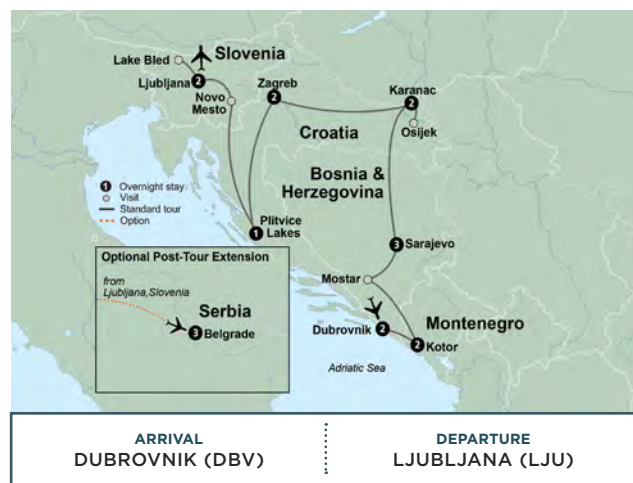 Lake Bled
Slovenia
Ljubljana
2
Novo
Mesto
Zagreb
2
Karanac
2
Osijek
Croatia
Bosnia &
Herzegovina
1 Overnight stay
Visit
Standard tour
Option
Plitvice
1 Lakes
3 Sarajevo
Mostar
Dubrovnik 2
Montenegro
2 Kotor
Adriatic Sea
Optional Post-Tour Extension
from
Ljubljana,Slovenia
Serbia
3 Belgrade
ARRIVAL
DUBROVNIK (DBV)
DEPARTURE
LJUBLJANA (LJU)